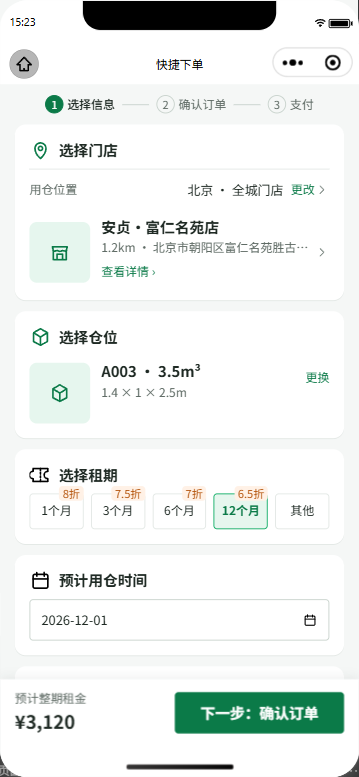 15:23
快捷下单
1 选择信息 2 确认订单 3 支付
选择门店
用仓位置 北京 · 全城门店 更改 ›
安贞·富仁名苑店
1.2km · 北京市朝阳区富仁名苑胜古… ›
查看详情 ›
选择仓位
A003 · 3.5m³
更换
1.4 × 1 × 2.5m
选择租期
8折 7.5折 7折 6.5折
1个月 3个月 6个月 12个月 其他
预计用仓时间
2026-12-01
预计整期租金
¥3,120
下一步：确认订单